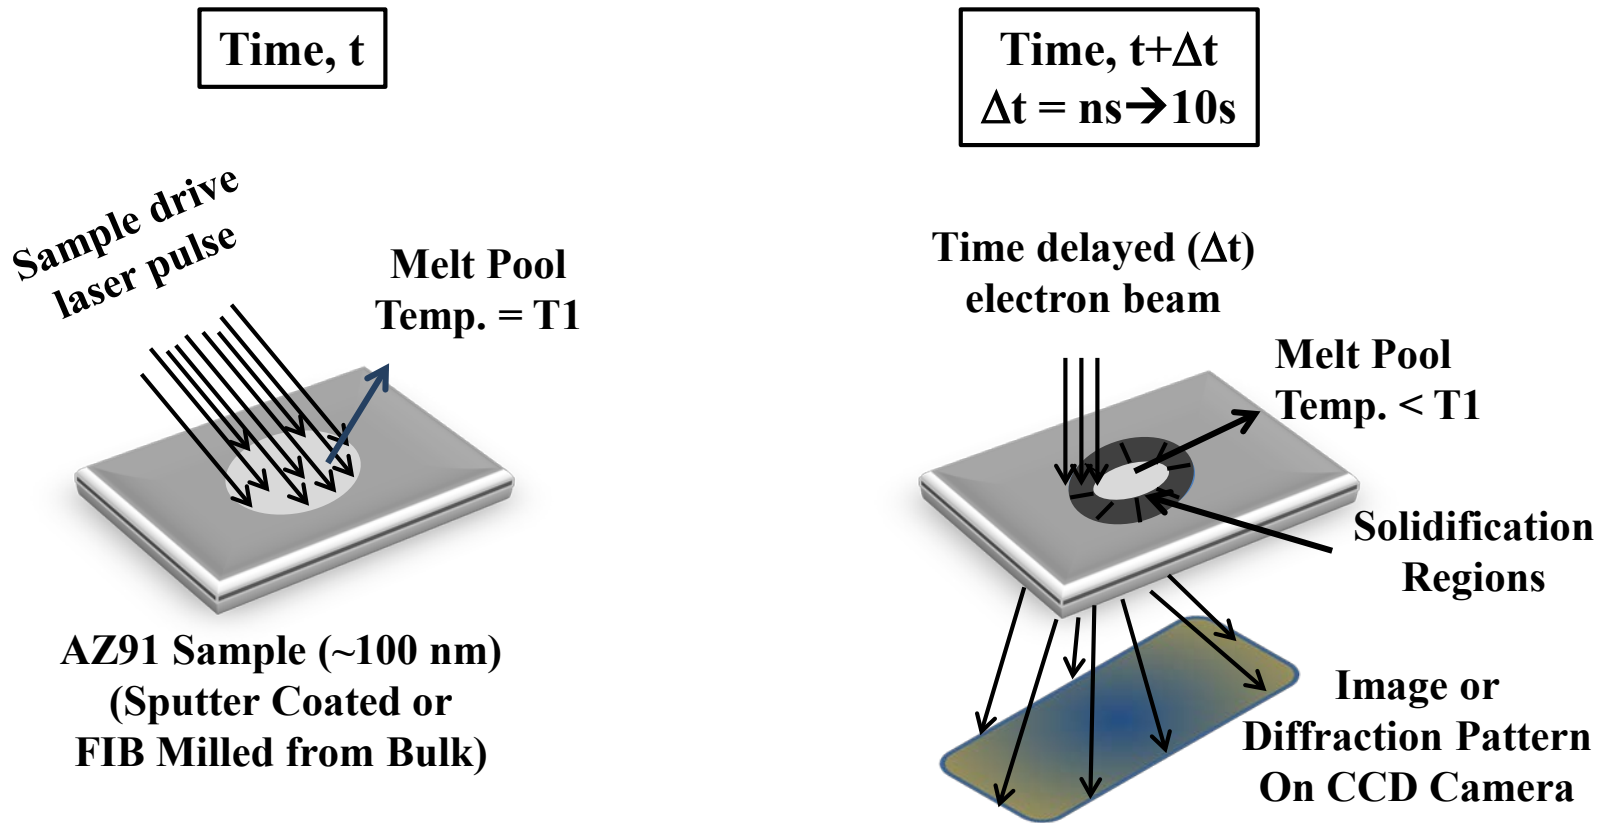 Time, t
Sample drive
laser pulse
Melt Pool
Temp. = T1
AZ91 Sample (~100 nm)
(Sputter Coated or
FIB Milled from Bulk)
Time, t+Δt
Δt = ns→10s
Time delayed (Δt)
electron beam
Melt Pool
Temp. < T1
Solidification
Regions
Image or
Diffraction Pattern
On CCD Camera